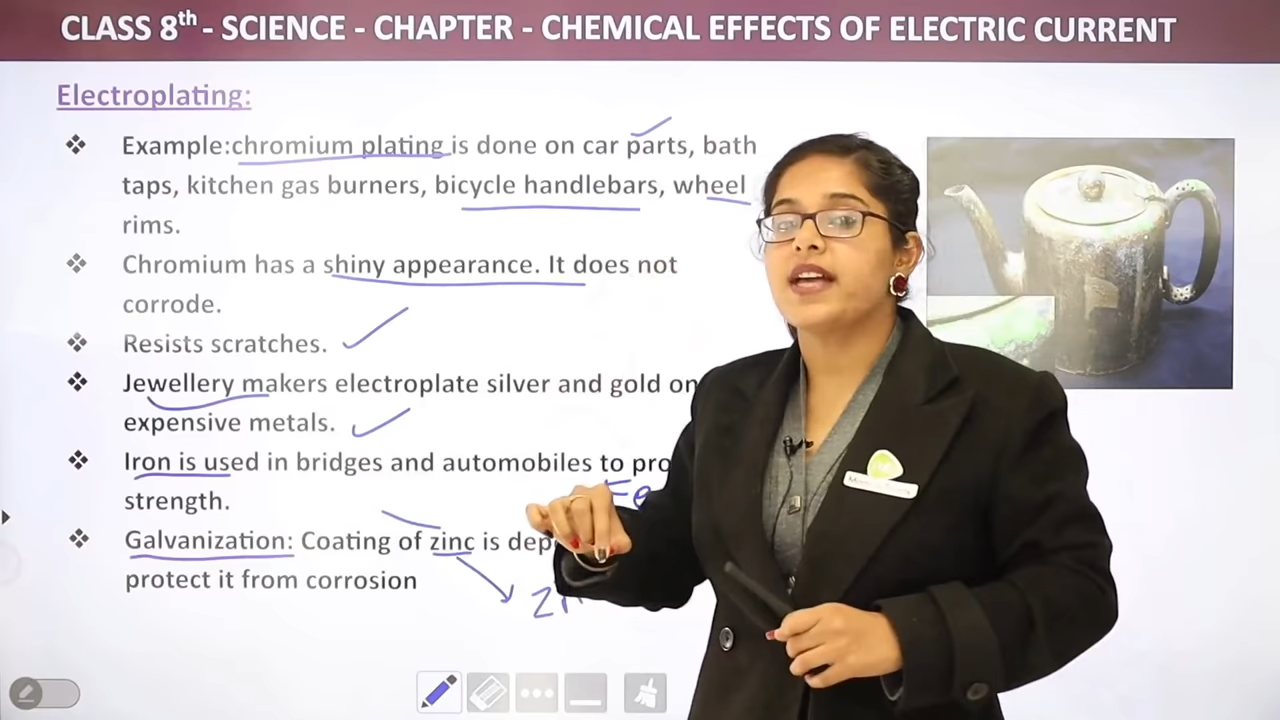 CLASS 8th - SCIENCE - CHAPTER - CHEMICAL EFFECTS OF ELECTRIC CURRENT
Electroplating:
❖ Example:chromium plating is done on car parts, bath
taps, kitchen gas burners, bicycle handlebars, wheel
rims.
❖ Chromium has a shiny appearance. It does not
corrode.
❖ Resists scratches.
❖ Jewellery makers electroplate silver and gold on
expensive metals.
❖ Iron is used in bridges and automobiles to
strength.
Fe
❖ Galvanization: Coating of zinc is
protect it from corrosion
Zn